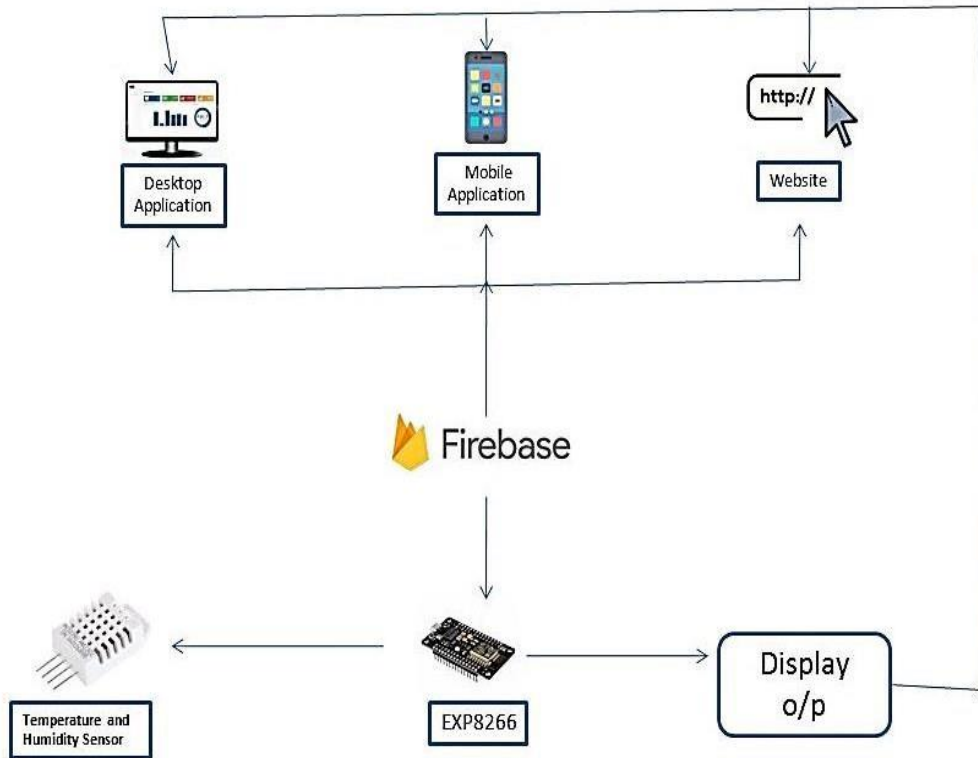 http://
Desktop
Application
Mobile
Application
Website
Firebase
Temperature and
Humidity Sensor
EXP8266
Display
o/p